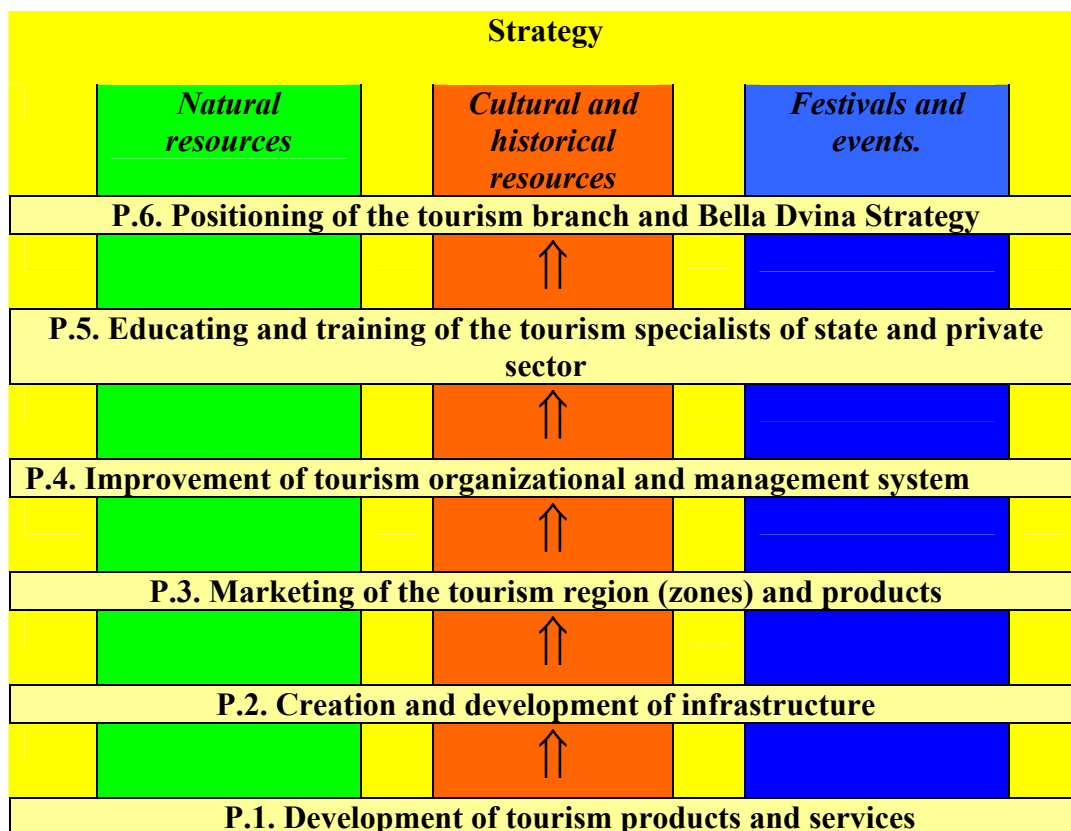 Strategy
Natural
resources
Cultural and
historical
resources
Festivals and
events.
P.6. Positioning of the tourism branch and Bella Dvina Strategy
⇑
P.5. Educating and training of the tourism specialists of state and private
sector
⇑
P.4. Improvement of tourism organizational and management system
⇑
P.3. Marketing of the tourism region (zones) and products
⇑
P.2. Creation and development of infrastructure
⇑
P.1. Development of tourism products and services